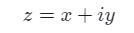 z = x + iy